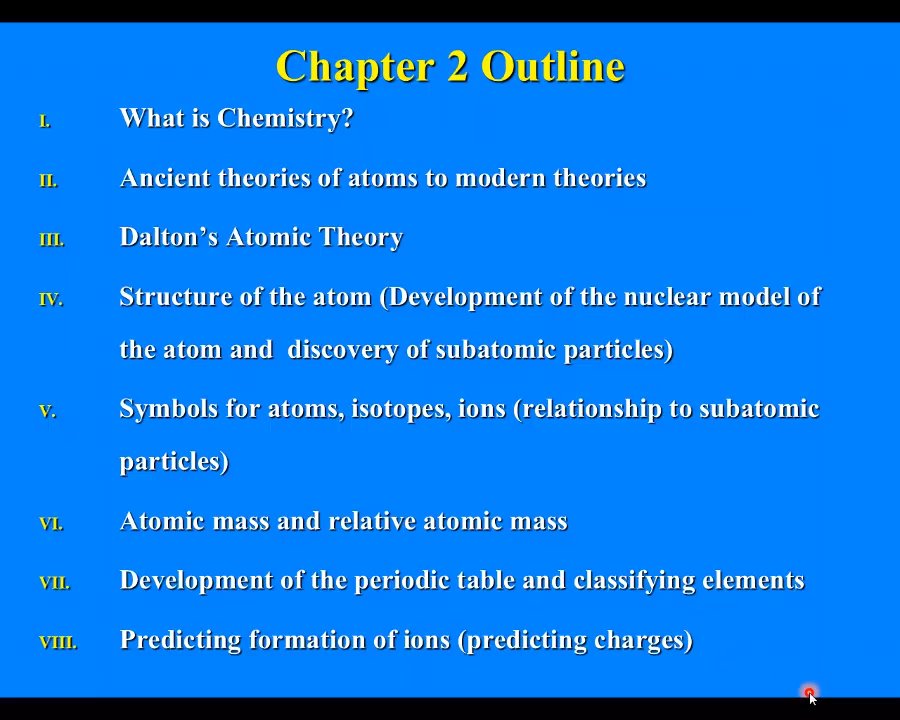 Chapter 2 Outline
I. What is Chemistry?
II. Ancient theories of atoms to modern theories
III. Dalton’s Atomic Theory
IV. Structure of the atom (Development of the nuclear model of
the atom and  discovery of subatomic particles)
V. Symbols for atoms, isotopes, ions (relationship to subatomic
particles)
VI. Atomic mass and relative atomic mass
VII. Development of the periodic table and classifying elements
VIII. Predicting formation of ions (predicting charges)